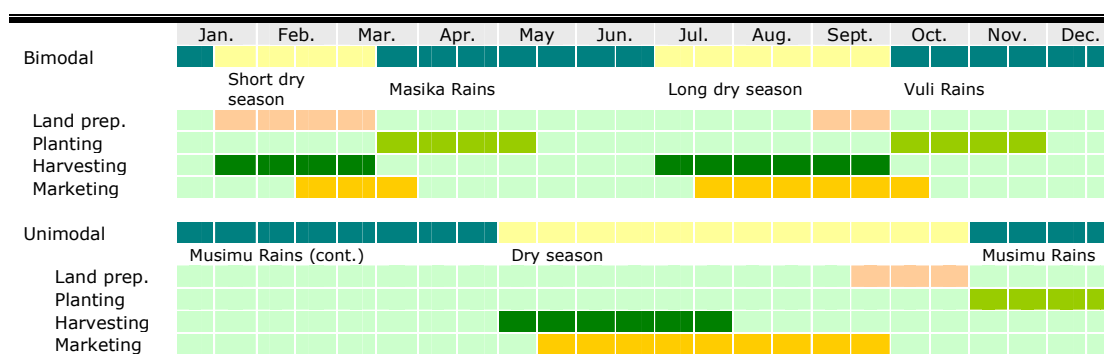 Jan. Feb. Mar. Apr. May Jun. Jul. Aug. Sept. Oct. Nov. Dec.
Bimodal
Short dry season Masika Rains Long dry season Vuli Rains
Land prep.
Planting
Harvesting
Marketing
Unimodal
Musimu Rains (cont.) Dry season Musimu Rains
Land prep.
Planting
Harvesting
Marketing